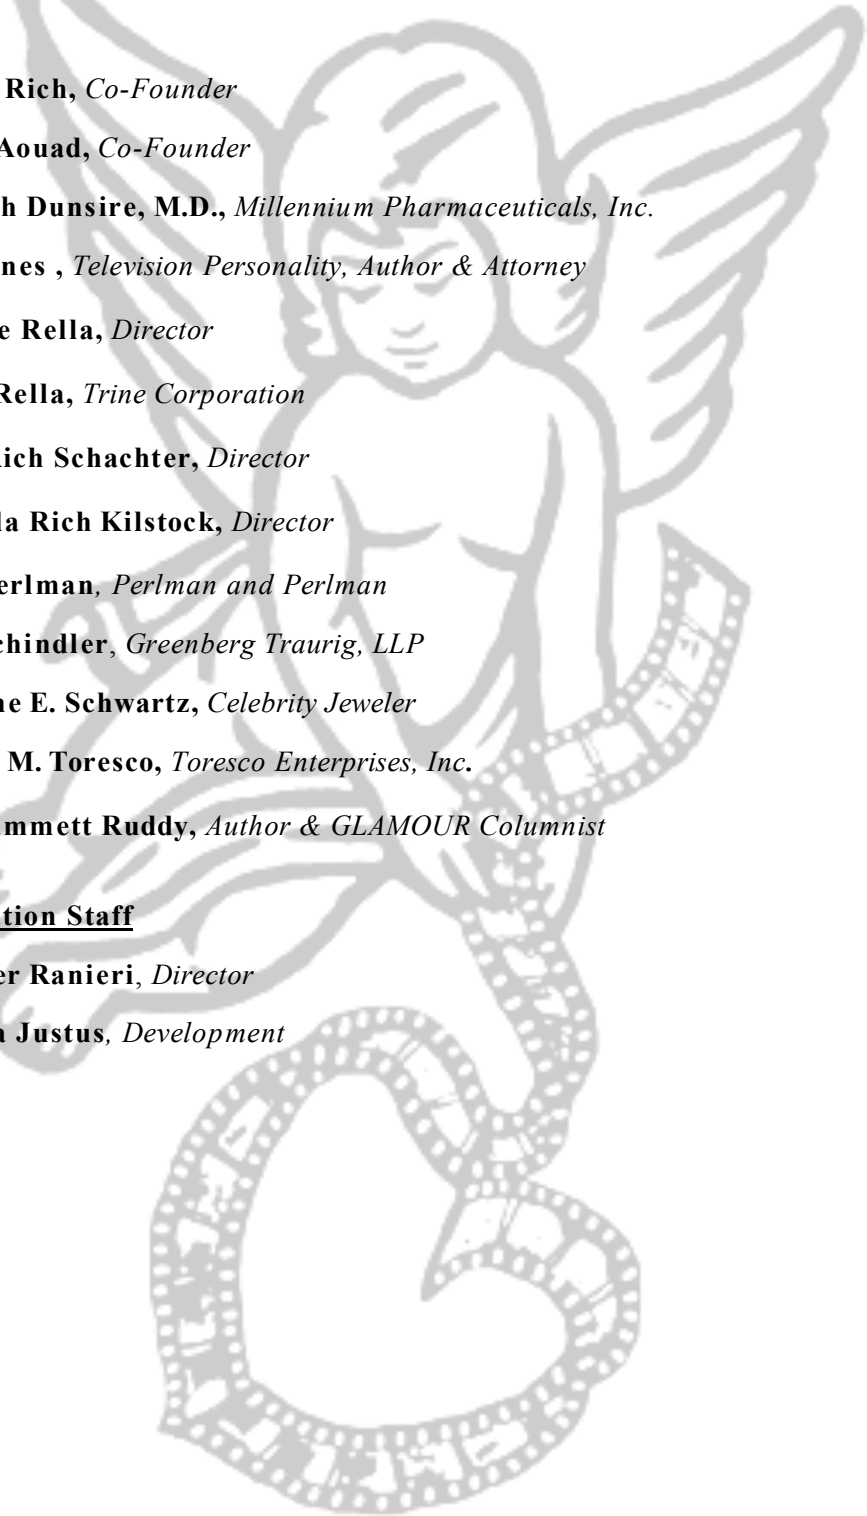 Rich, Co-Founder
Aouad, Co-Founder
h Dunsire, M.D., Millennium Pharmaceuticals, Inc.
nes , Television Personality, Author & Attorney
e Rella, Director
Rella, Trine Corporation
ich Schachter, Director
la Rich Kilstock, Director
erlman, Perlman and Perlman
chindler, Greenberg Traurig, LLP
ne E. Schwartz, Celebrity Jeweler
M. Toresco, Toresco Enterprises, Inc.
mmett Ruddy, Author & GLAMOUR Columnist
tion Staff
er Ranieri, Director
a Justus, Development